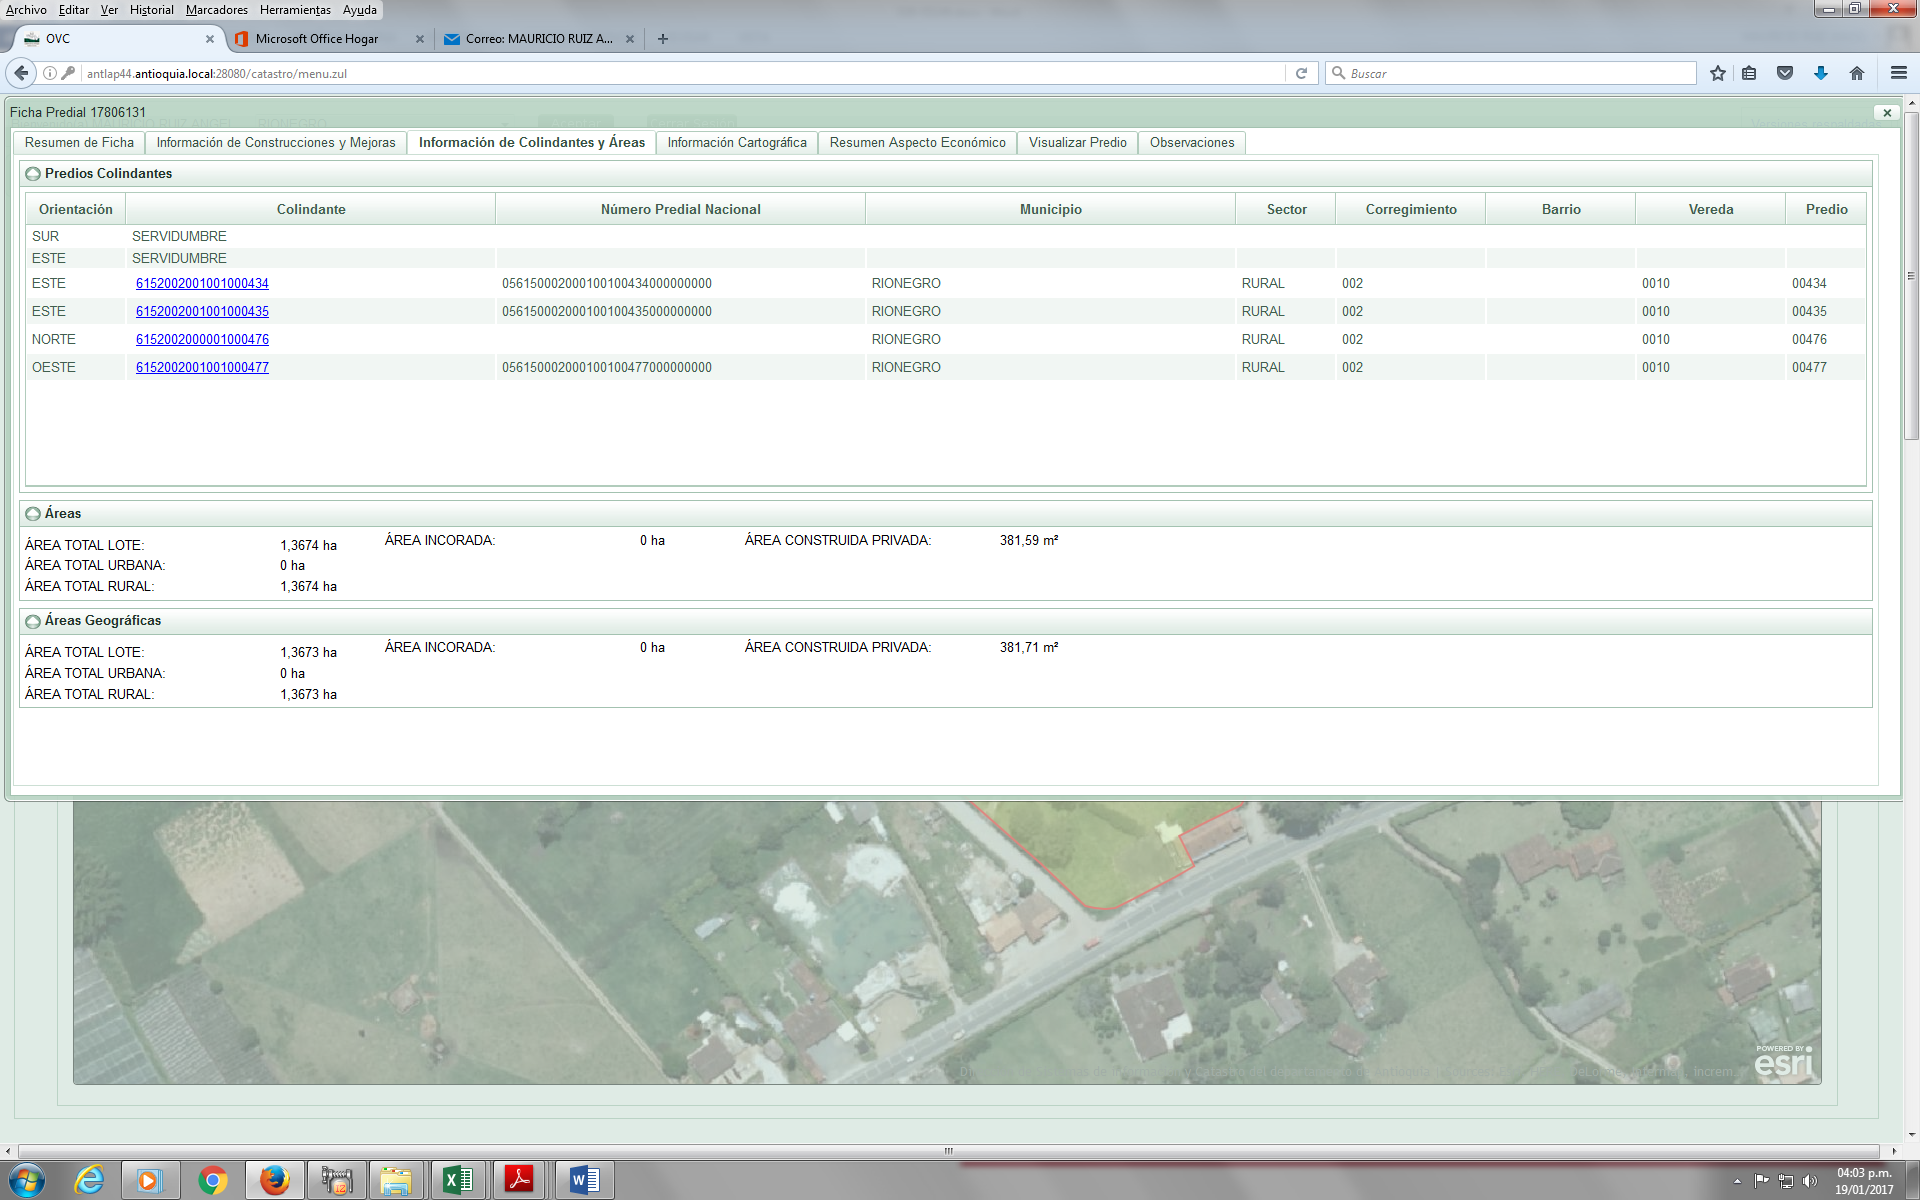 Archivo Editar Ver Historial Marcadores Herramientas Ayuda
OVC
Microsoft Office Hogar
Correo: MAURICIO RUIZ A...
antlap44.antioquia.local:28080/catastro/menu.zul
Buscar
Ficha Predial 17806131
Resumen de Ficha
Información de Construcciones y Mejoras
Información de Colindantes y Áreas
Información Cartográfica
Resumen Aspecto Económico
Visualizar Predio
Observaciones
Predios Colindantes
Orientación Colindante Número Predial Nacional Municipio Sector Corregimiento Barrio Vereda Predio
SUR SERVIDUMBRE
ESTE SERVIDUMBRE
ESTE 6152002001001000434 056150002000100100434000000000 RIONEGRO RURAL 002 0010 00434
ESTE 6152002001001000435 056150002000100100435000000000 RIONEGRO RURAL 002 0010 00435
NORTE 6152002000001000476 RIONEGRO RURAL 002 0010 00476
OESTE 6152002001001000477 056150002000100100477000000000 RIONEGRO RURAL 002 0010 00477
Áreas
ÁREA TOTAL LOTE: 1,3674 ha ÁREA INCORADA: 0 ha ÁREA CONSTRUIDA PRIVADA: 381,59 m²
ÁREA TOTAL URBANA: 0 ha
ÁREA TOTAL RURAL: 1,3674 ha
Áreas Geográficas
ÁREA TOTAL LOTE: 1,3673 ha ÁREA INCORADA: 0 ha ÁREA CONSTRUIDA PRIVADA: 381,71 m²
ÁREA TOTAL URBANA: 0 ha
ÁREA TOTAL RURAL: 1,3673 ha
POWERED BY
esri
04:03 p.m.
19/01/2017